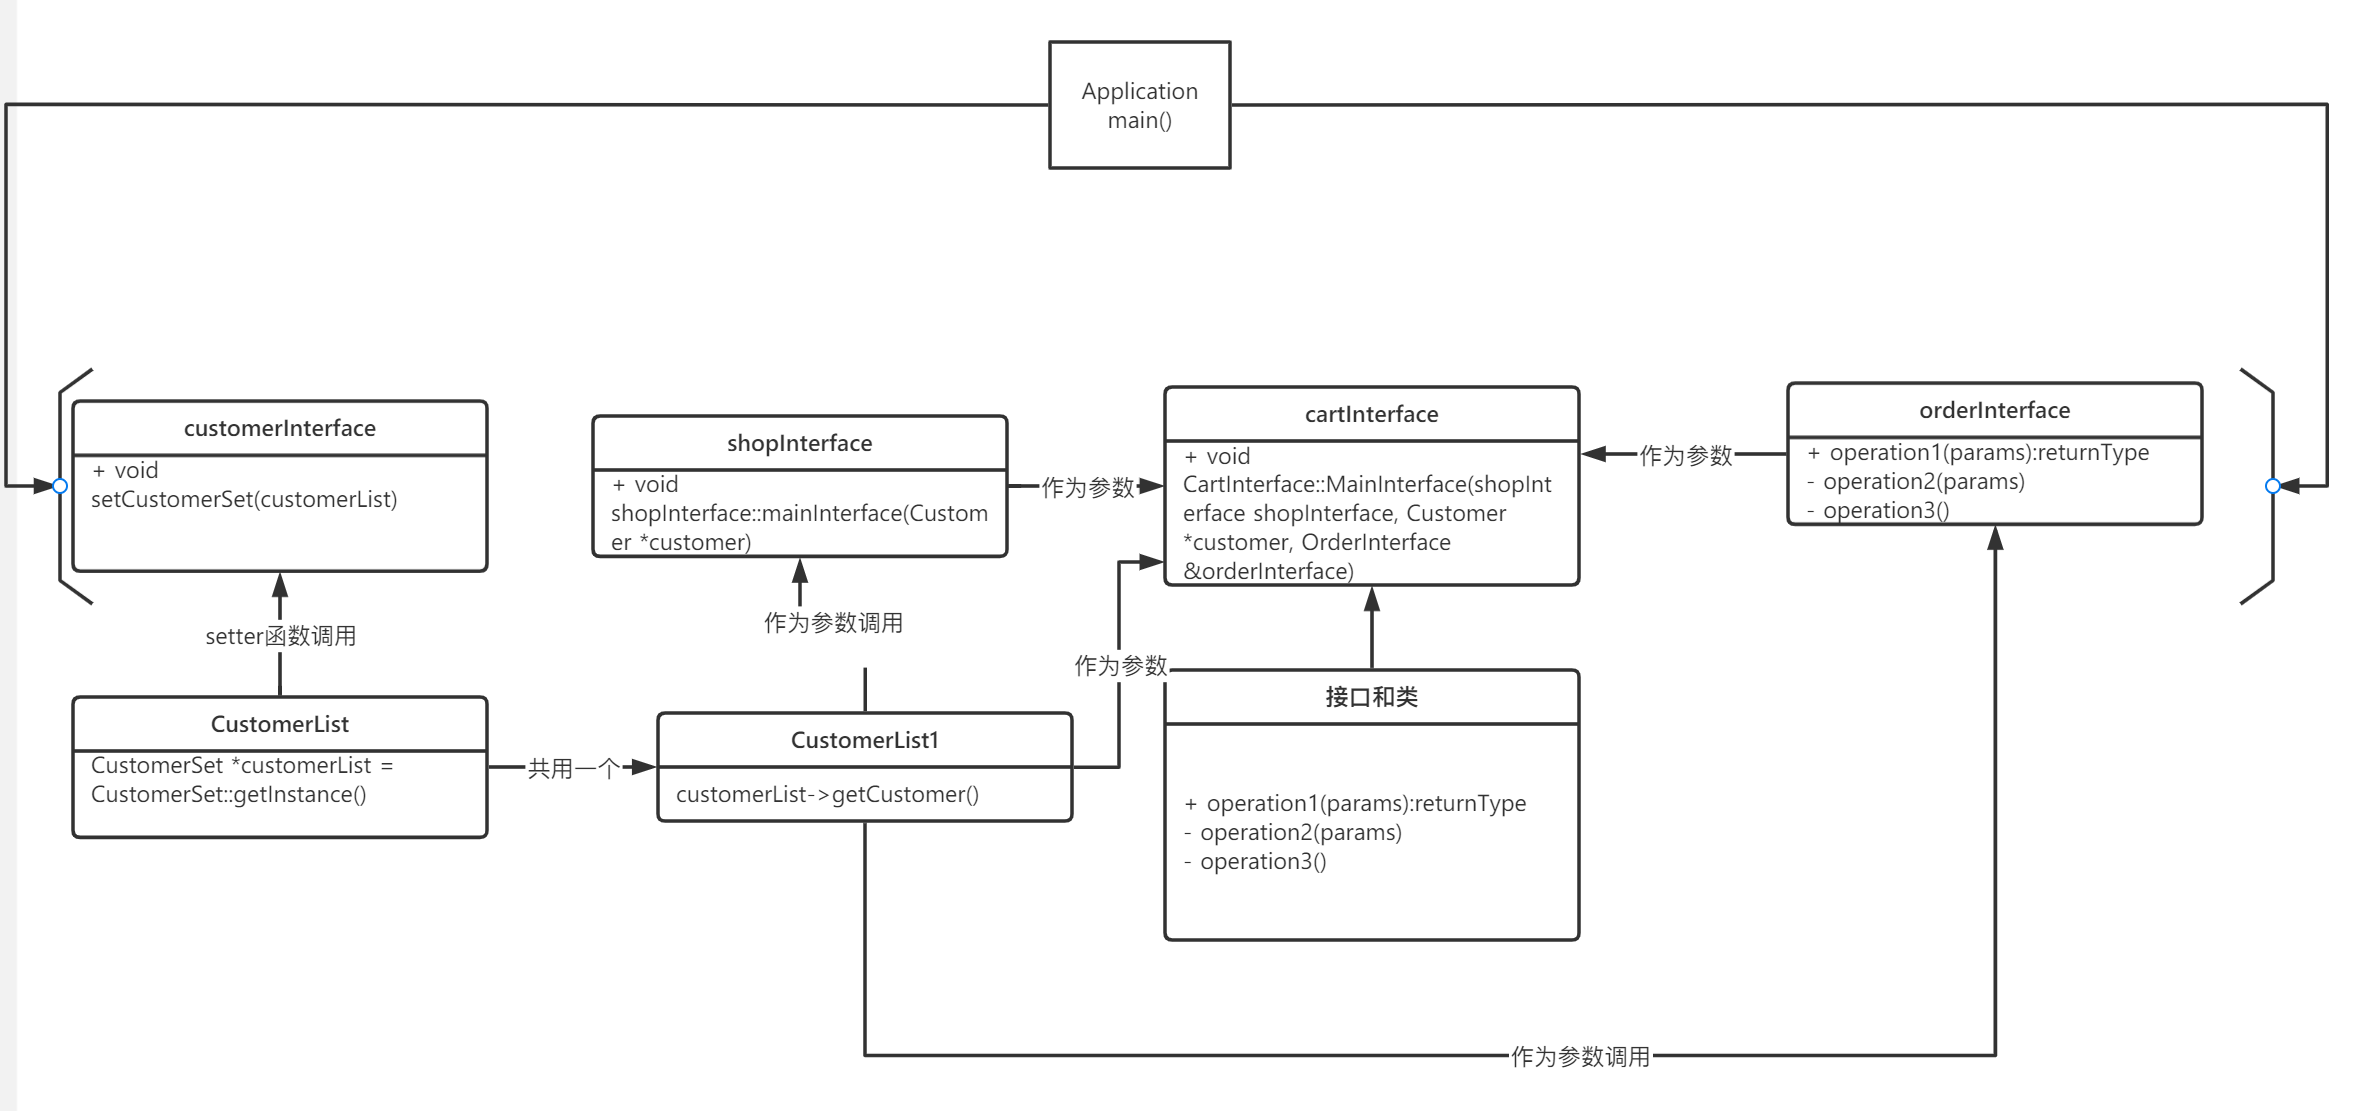 Application
main()
customerInterface
+ void
setCustomerSet(customerList)
shopInterface
+ void
shopInterface::mainInterface(Custom
er *customer)
作为参数
cartInterface
+ void
CartInterface::MainInterface(shopInt
erface shopInterface, Customer
*customer, OrderInterface
&orderInterface)
作为参数
orderInterface
+ operation1(params):returnType
- operation2(params)
- operation3()
setter函数调用
作为参数调用
作为参数
CustomerList
CustomerSet *customerList =
CustomerSet::getInstance()
共用一个
CustomerList1
customerList->getCustomer()
接口和类
+ operation1(params):returnType
- operation2(params)
- operation3()
作为参数调用